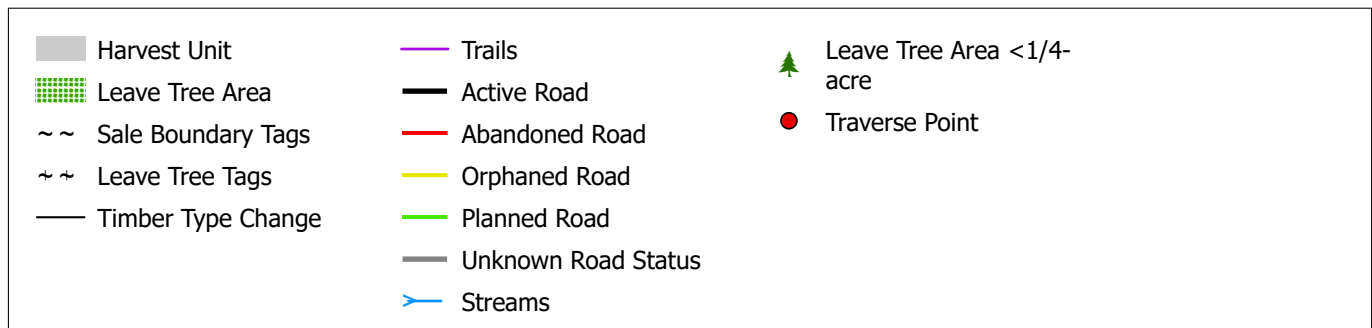 Harvest Unit
Leave Tree Area
Sale Boundary Tags
Leave Tree Tags
Timber Type Change
Trails
Active Road
Abandoned Road
Orphaned Road
Planned Road
Unknown Road Status
Streams
Leave Tree Area <1/4-
acre
Traverse Point